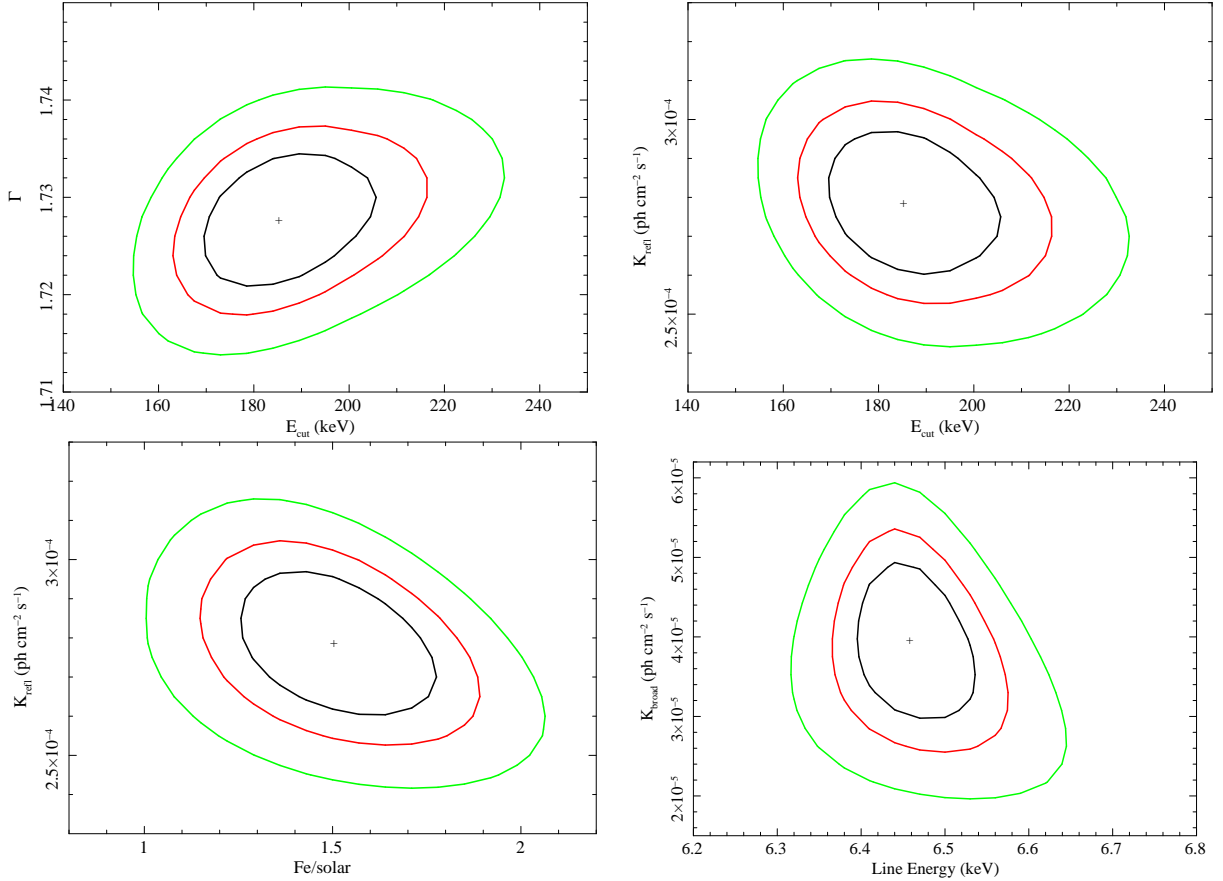 1.71 1.72 1.73 1.74
Γ
140 160 180 200 220 240
E_cut (keV)
2.5×10⁻⁴ 3×10⁻⁴
K_refl (ph cm⁻² s⁻¹)
140 160 180 200 220 240
E_cut (keV)
2.5×10⁻⁴ 3×10⁻⁴
K_refl (ph cm⁻² s⁻¹)
1 1.5 2
Fe/solar
2×10⁻⁵ 3×10⁻⁵ 4×10⁻⁵ 5×10⁻⁵ 6×10⁻⁵
K_broad (ph cm⁻² s⁻¹)
6.2 6.3 6.4 6.5 6.6 6.7 6.8
Line Energy (keV)